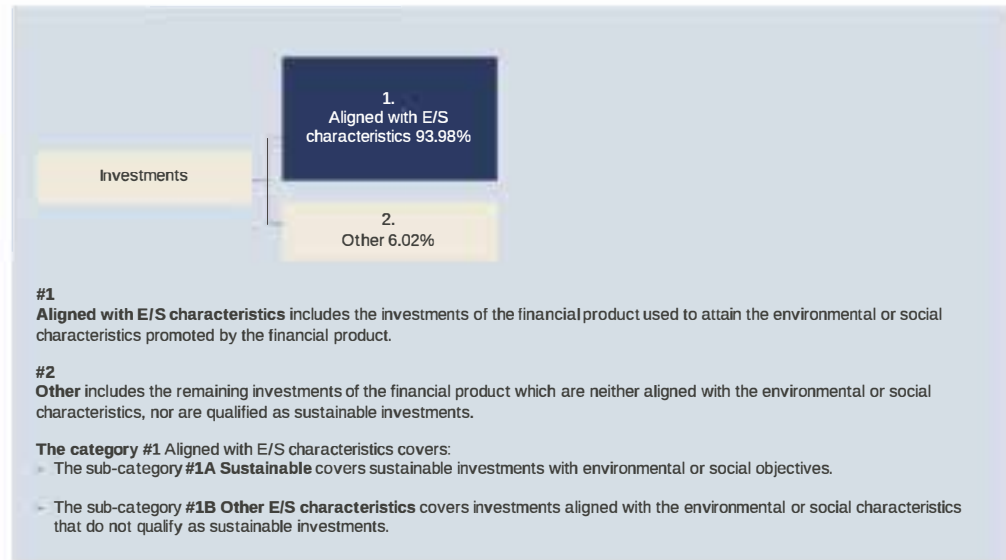 1.
Aligned with E/S
characteristics 93.98%
Investments
2.
Other 6.02%
#1
Aligned with E/S characteristics includes the investments of the financial product used to attain the environmental or social
characteristics promoted by the financial product.
#2
Other includes the remaining investments of the financial product which are neither aligned with the environmental or social
characteristics, nor are qualified as sustainable investments.
The category #1 Aligned with E/S characteristics covers:
- The sub-category #1A Sustainable covers sustainable investments with environmental or social objectives.
- The sub-category #1B Other E/S characteristics covers investments aligned with the environmental or social characteristics
that do not qualify as sustainable investments.